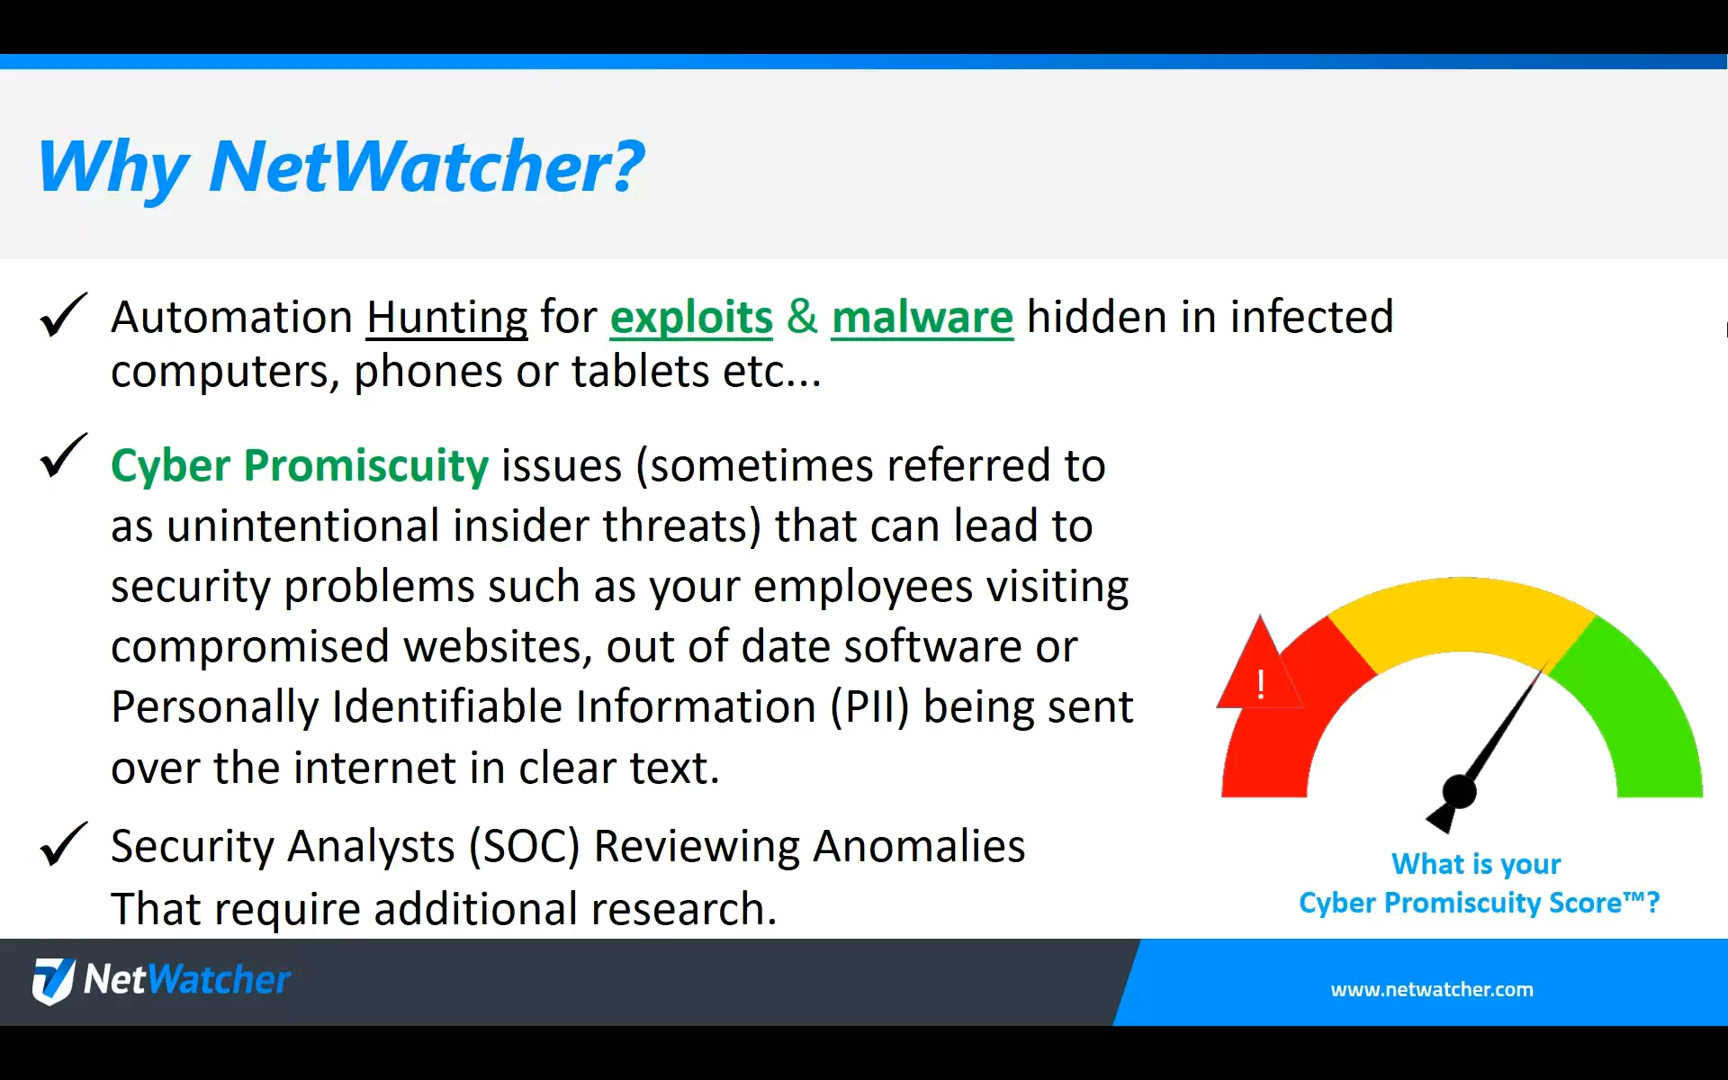 Why NetWatcher?
Automation Hunting for exploits & malware hidden in infected
computers, phones or tablets etc...
Cyber Promiscuity issues (sometimes referred to
as unintentional insider threats) that can lead to
security problems such as your employees visiting
compromised websites, out of date software or
Personally Identifiable Information (PII) being sent
over the internet in clear text.
Security Analysts (SOC) Reviewing Anomalies
That require additional research.
!
What is your
Cyber Promiscuity Score™?
NetWatcher
www.netwatcher.com